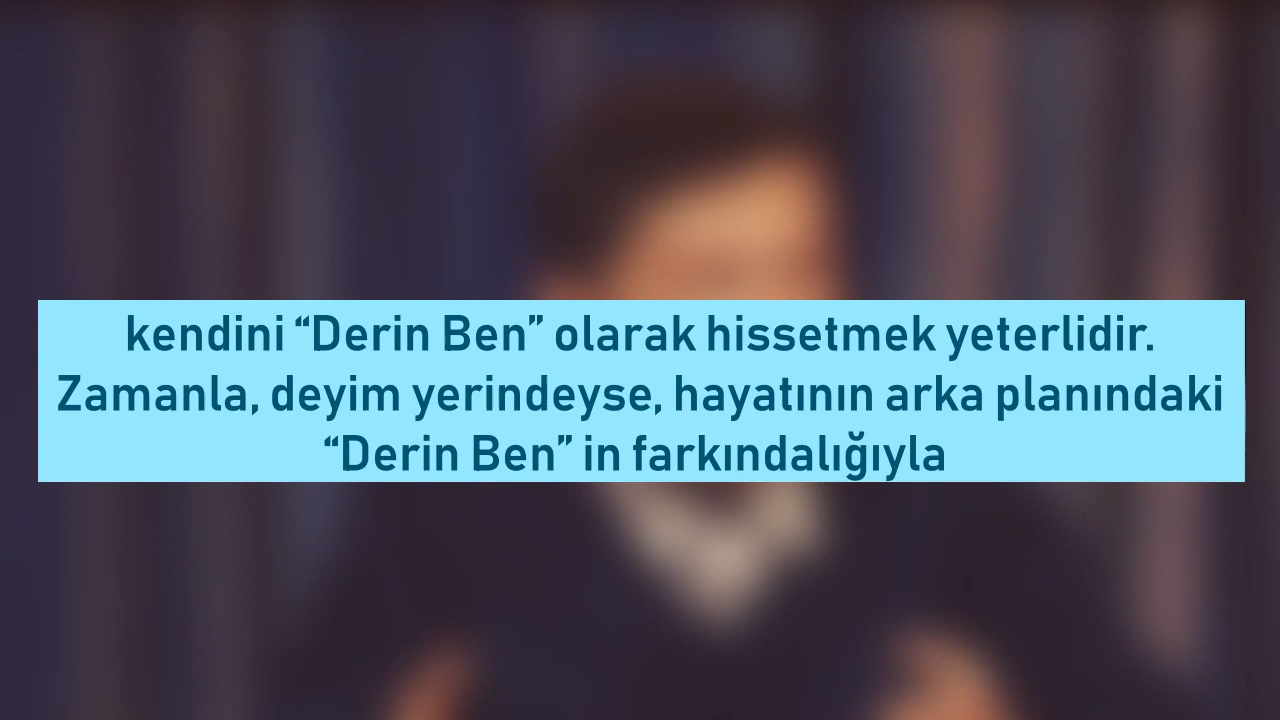 kendini “Derin Ben” olarak hissetmek yeterlidir.
Zamanla, deyim yerindeyse, hayatının arka planındaki
“Derin Ben” in farkındalığıyla